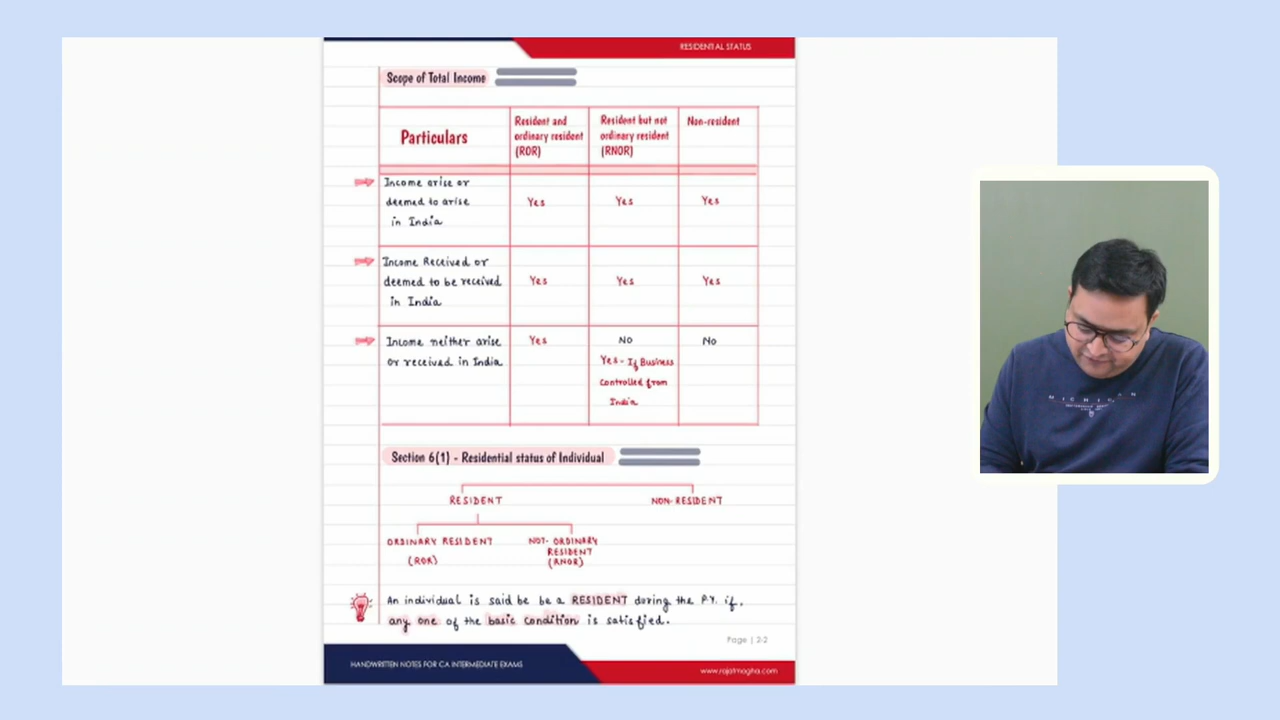 RESIDENTIAL STATUS
Scope of Total Income
Particulars
Resident and
ordinary resident
(ROR)
Resident but not
ordinary resident
(RNOR)
Non-resident
Income arise or
deemed to arise
in India
Yes
Yes
Yes
Income Received or
deemed to be received
in India
Yes
Yes
Yes
Income neither arise
or received in India
Yes
NO
Yes - If Business
Controlled from
India
No
Section 6(1) - Residential status of Individual
RESIDENT
NON-RESIDENT
ORDINARY RESIDENT
(ROR)
NOT- ORDINARY
RESIDENT
(RNOR)
An individual is said be be a RESIDENT during the P.Y. if,
any one of the basic condition is satisfied.
Page | 2-2
HANDWRITTEN NOTES FOR CA INTERMEDIATE EXAMS
www.rajatmogha.com
MICHIGAN